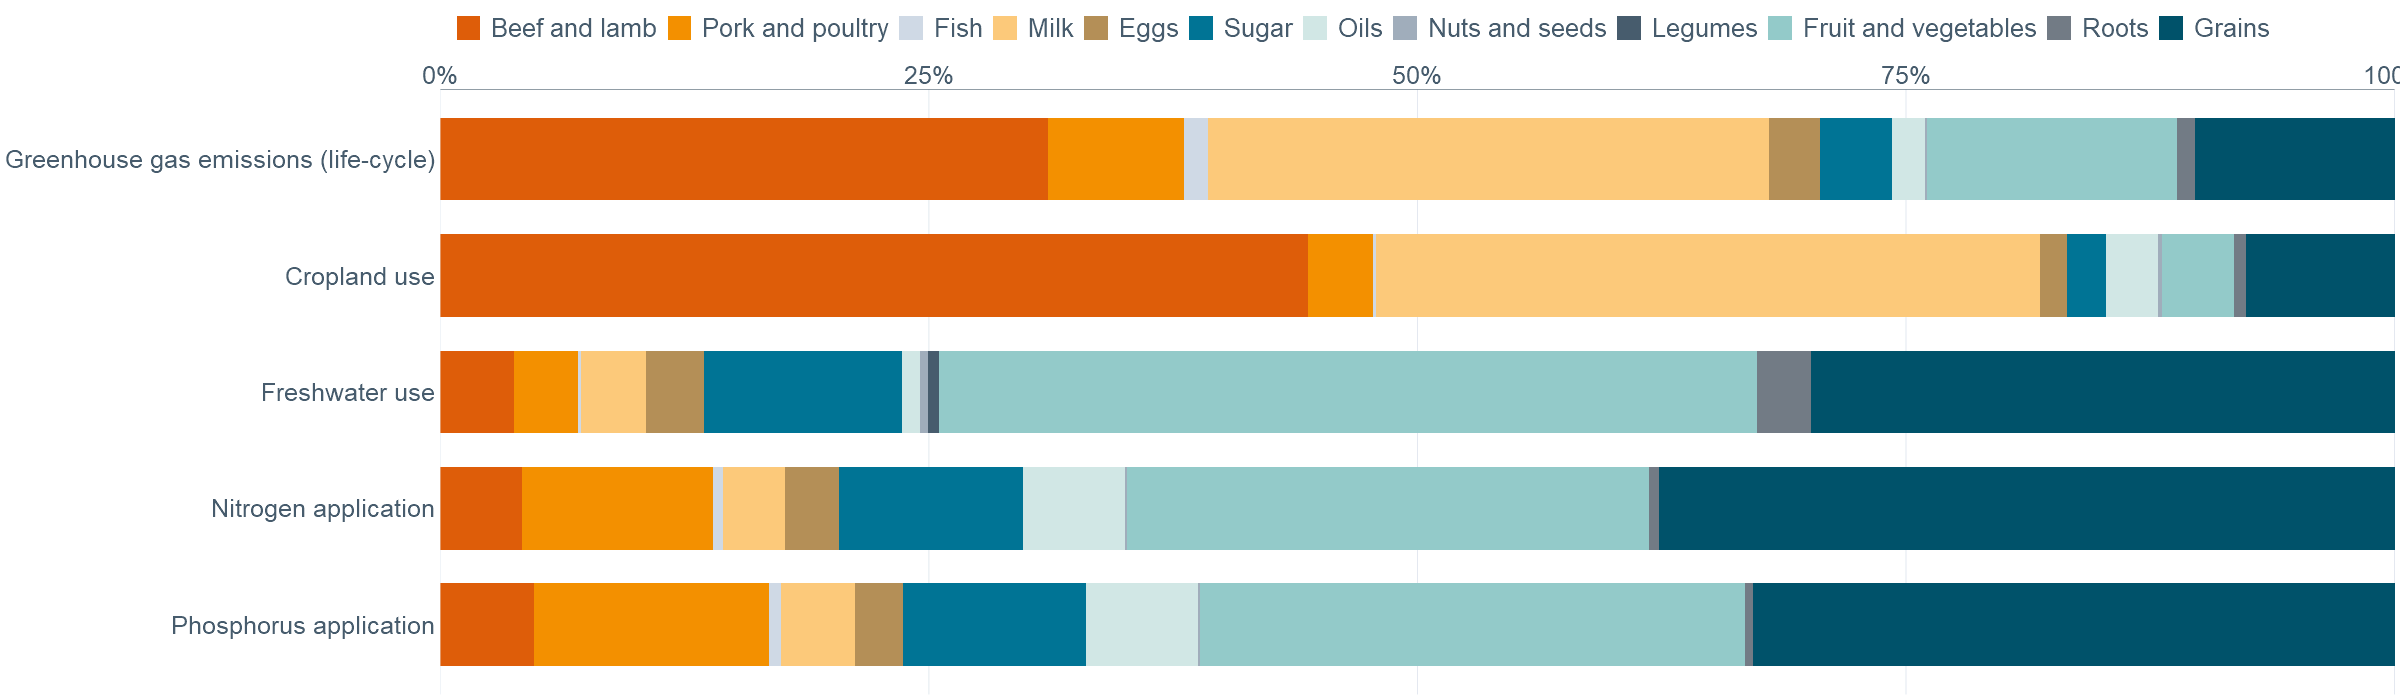 Beef and lamb Pork and poultry Fish Milk Eggs Sugar Oils Nuts and seeds Legumes Fruit and vegetables Roots Grains
0% 25% 50% 75% 100
Greenhouse gas emissions (life-cycle)
Cropland use
Freshwater use
Nitrogen application
Phosphorus application